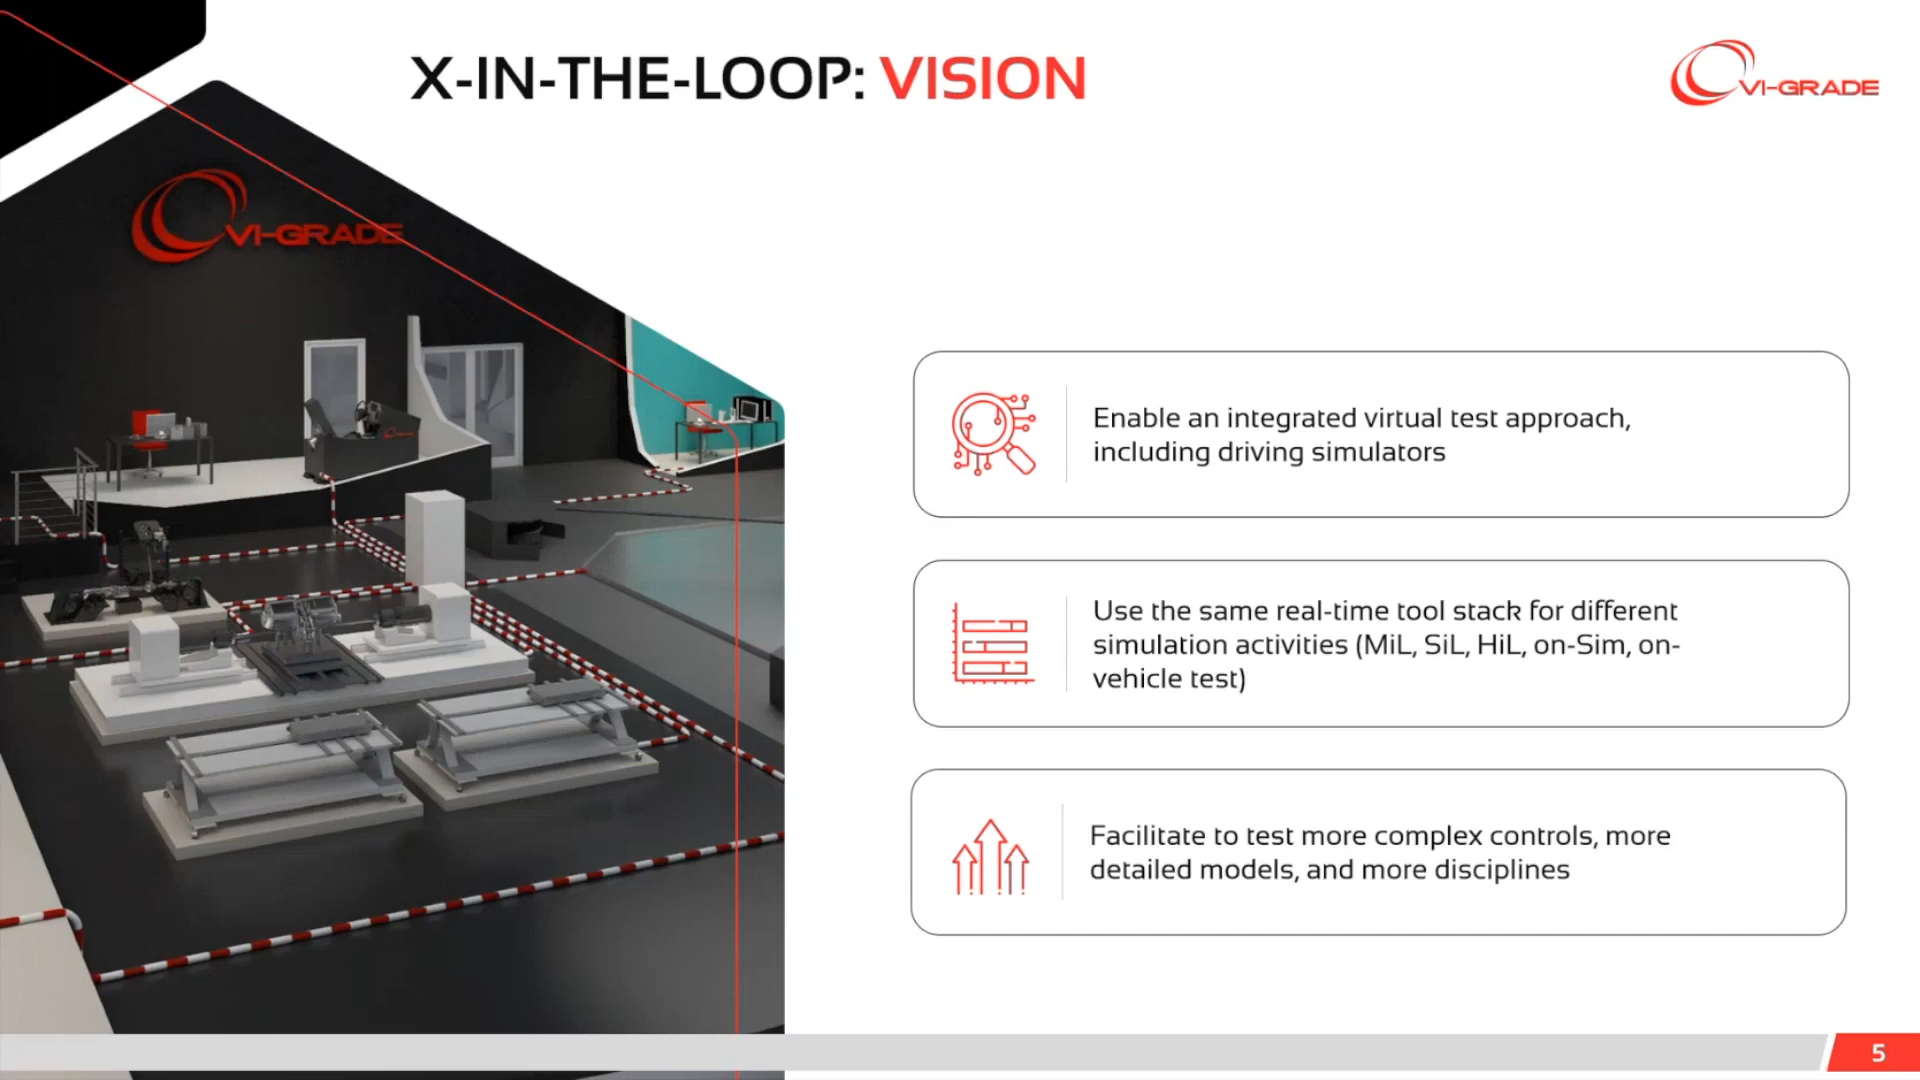 X-IN-THE-LOOP: VISION
VI-GRADE
VI-GRADE
Enable an integrated virtual test approach,
including driving simulators
Use the same real-time tool stack for different
simulation activities (MiL, SiL, HiL, on-Sim, on-
vehicle test)
Facilitate to test more complex controls, more
detailed models, and more disciplines
5